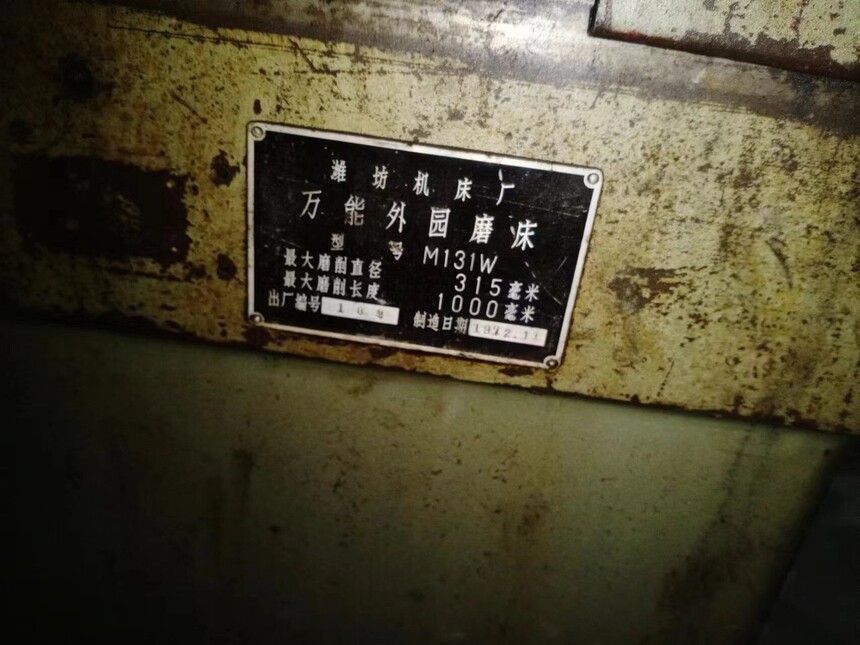 潍坊机床厂
万能外园磨床
型号 M131W
最大磨削直径 315毫米
最大磨削长度 1000毫米
出厂编号 制造日期 1972.11